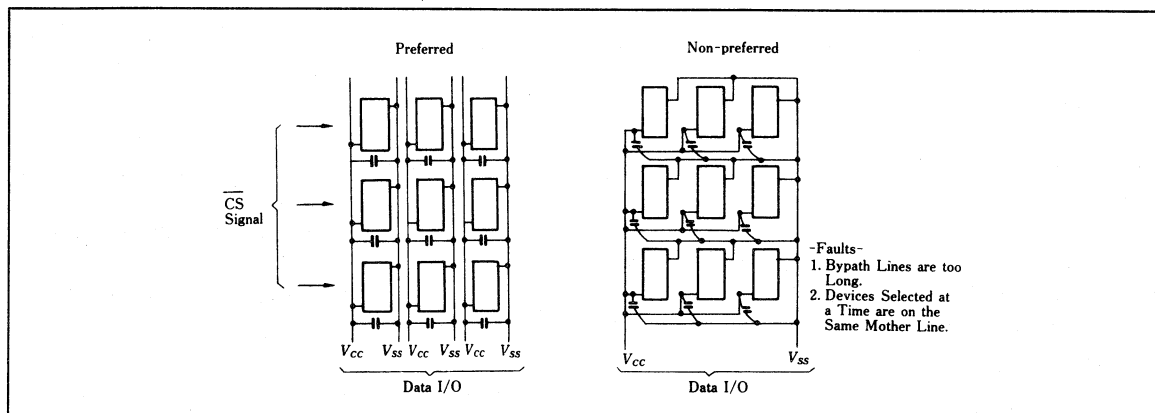 Preferred
Non-preferred
CS
Signal
-Faults-
1. Bypath Lines are too
Long.
2. Devices Selected at
a Time are on the
Same Mother Line.
VCC VSS VCC VSS VCC VSS
VCC VSS
Data I/O
Data I/O